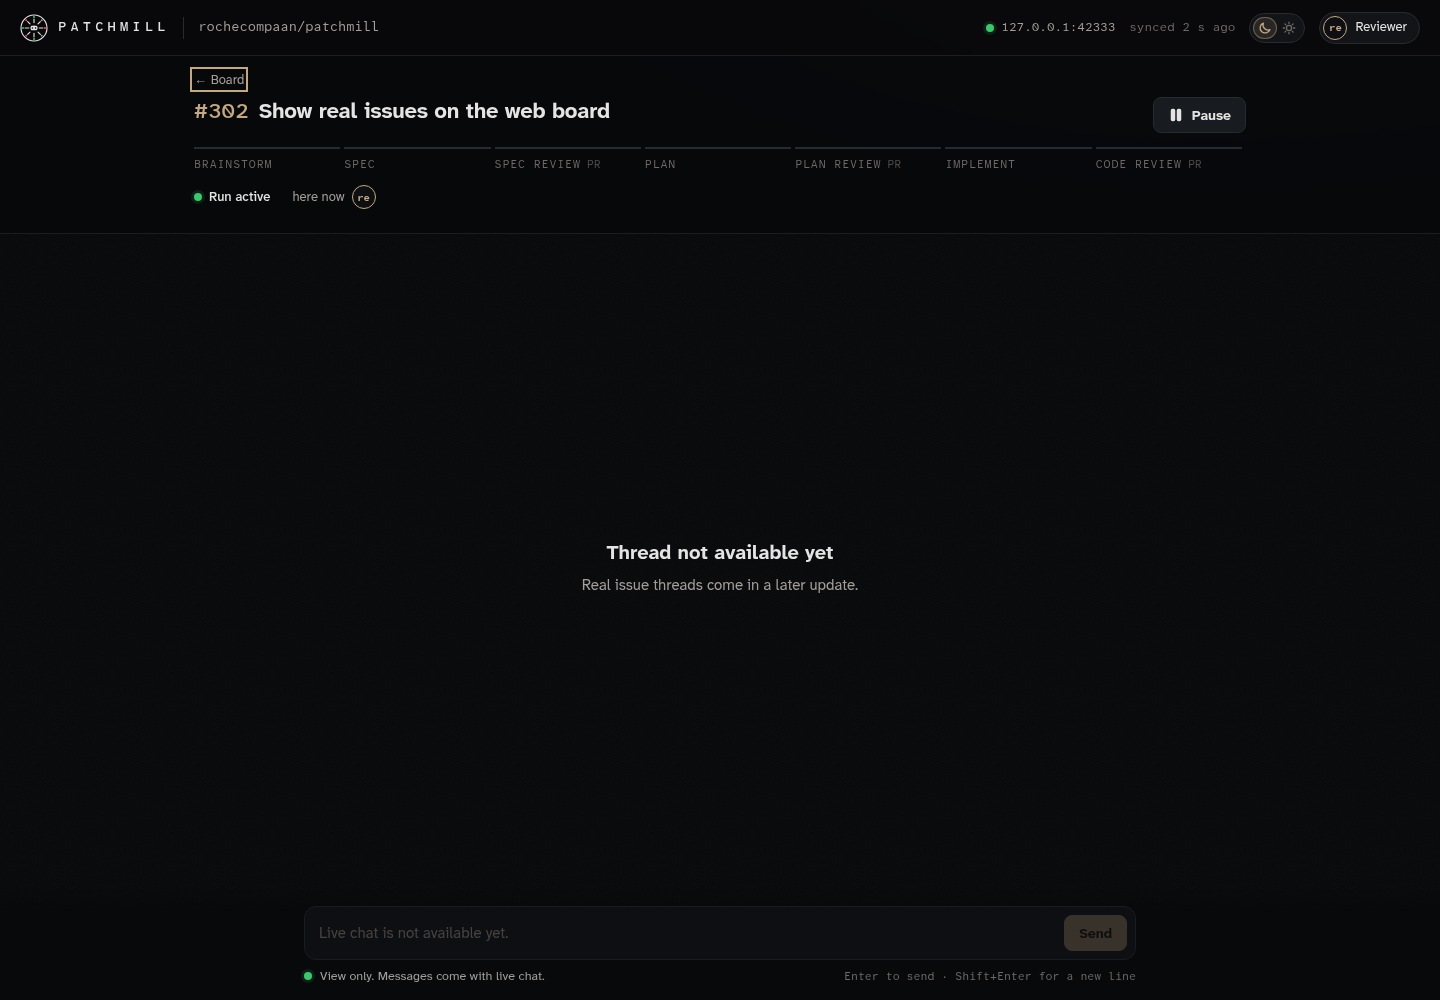 PATCHMILL rochecompaan/patchmill 127.0.0.1:42333 synced 2 s ago re Reviewer
← Board
#302 Show real issues on the web board
Pause
BRAINSTORM SPEC SPEC REVIEW PR PLAN PLAN REVIEW PR IMPLEMENT CODE REVIEW PR
Run active here now re
Thread not available yet
Real issue threads come in a later update.
Live chat is not available yet. Send
View only. Messages come with live chat. Enter to send · Shift+Enter for a new line